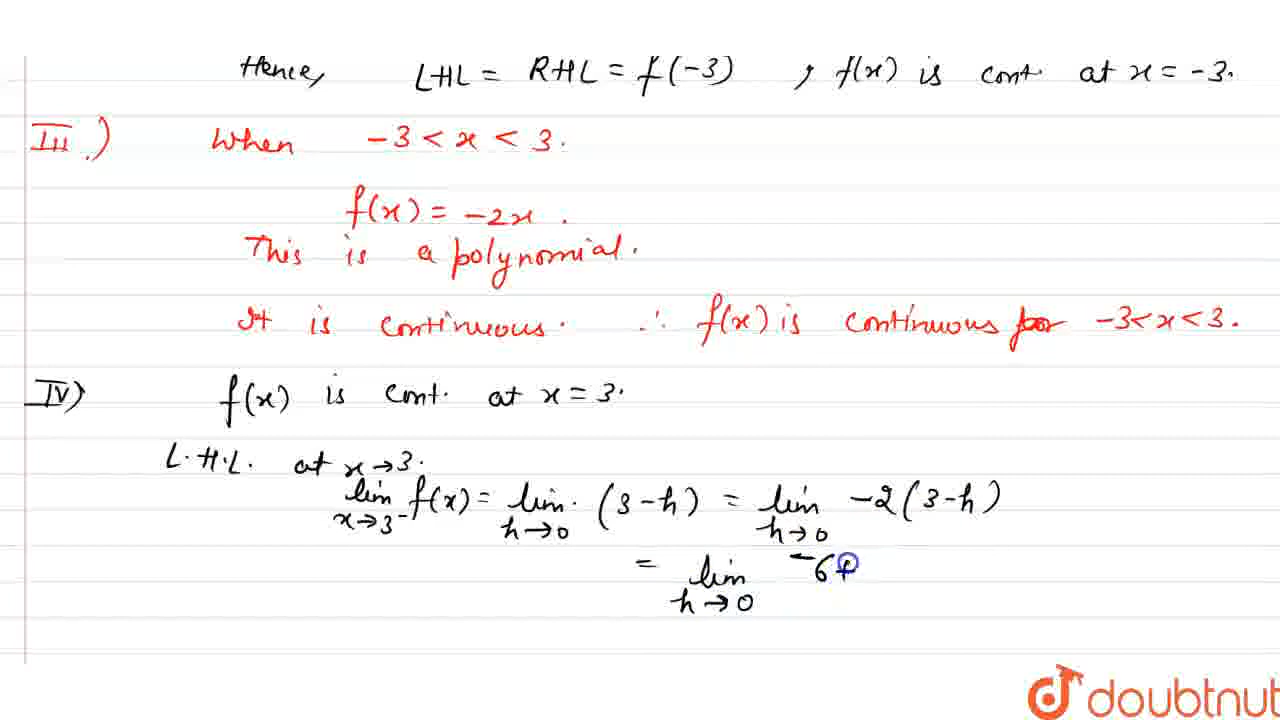 Hence, LHL = RHL = f(-3) , f(x) is cont. at x = -3.
III.) When -3 < x < 3.
f(x) = -2x .
This is a polynomial.
It is continuous. ∴ f(x) is continuous for -3 < x < 3.
IV) f(x) is cont. at x = 3.
L.H.L. at x → 3.
lim x→3⁻ f(x) = lim h→0 . (3-h) = lim h→0 -2(3-h)
= lim h→0 -6+
doubtnut